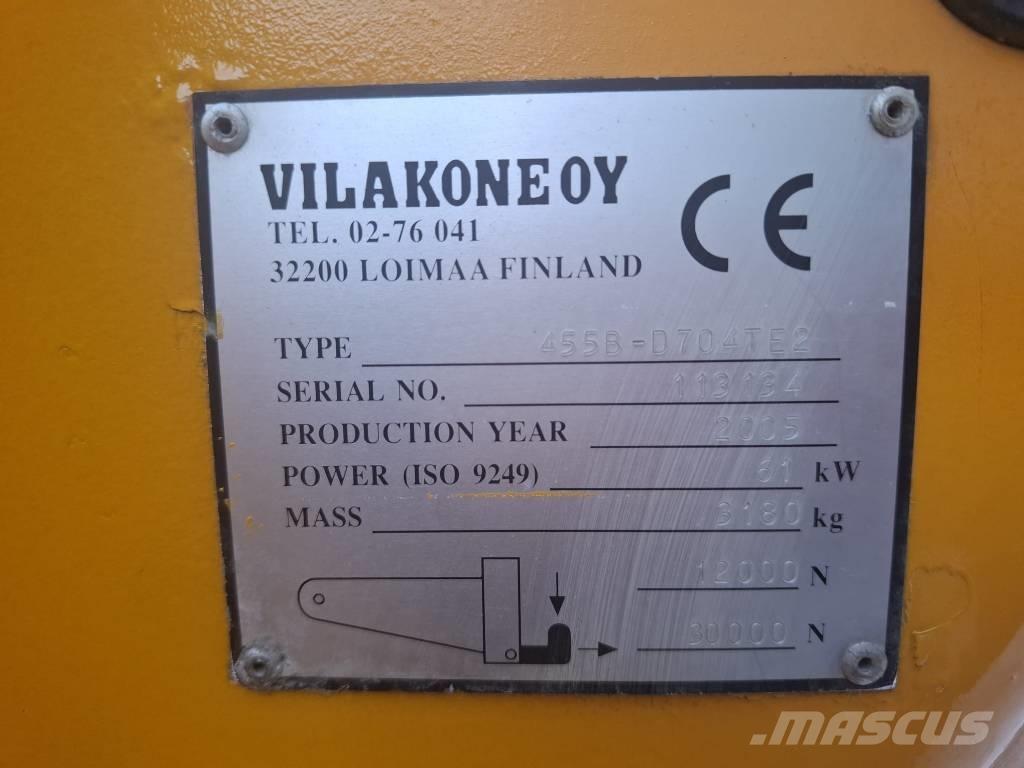 VILAKONE OY
TEL. 02-76 041
32200 LOIMAA FINLAND
CE
TYPE 455B-D704TE2
SERIAL NO. 113134
PRODUCTION YEAR 2005
POWER (ISO 9249) 61 kW
MASS 3180 kg
12000 N
30000 N
MASCUS